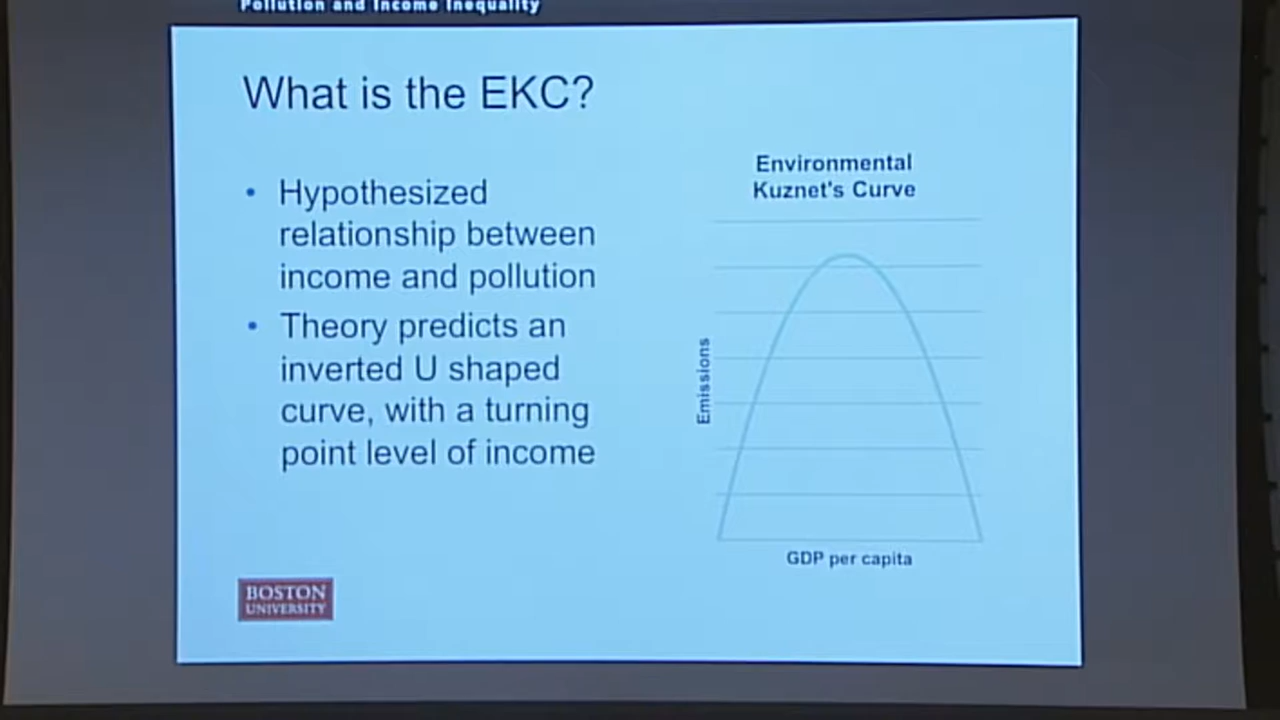 Pollution and Income Inequality
What is the EKC?
• Hypothesized
relationship between
income and pollution
• Theory predicts an
inverted U shaped
curve, with a turning
point level of income
Environmental
Kuznet's Curve
Emissions
GDP per capita
BOSTON
UNIVERSITY